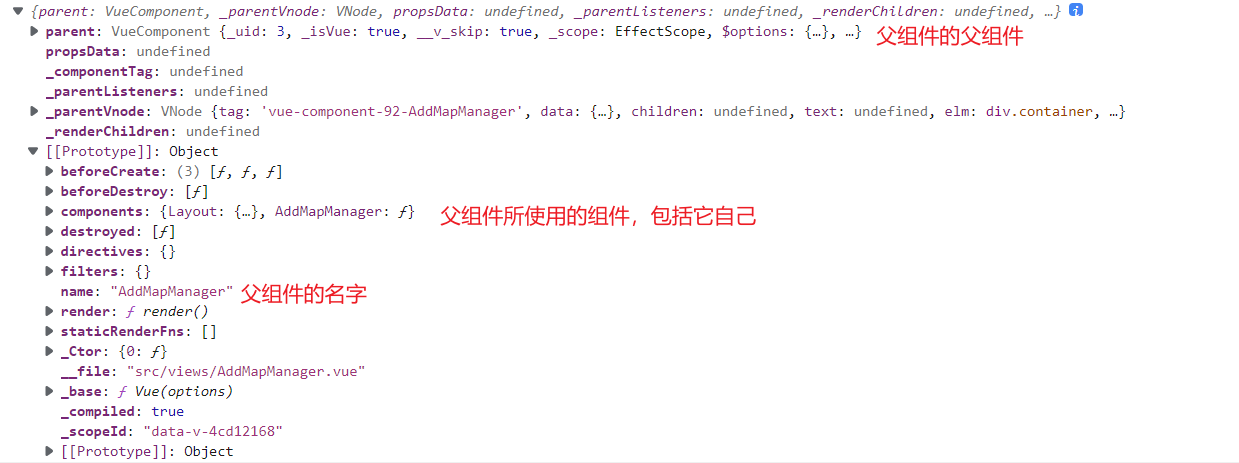 {parent: VueComponent, _parentVnode: VNode, propsData: undefined, _parentListeners: undefined, _renderChildren: undefined, …} i
parent: VueComponent {_uid: 3, _isVue: true, __v_skip: true, _scope: EffectScope, $options: {…}, …} 父组件的父组件
propsData: undefined
_componentTag: undefined
_parentListeners: undefined
_parentVnode: VNode {tag: 'vue-component-92-AddMapManager', data: {…}, children: undefined, text: undefined, elm: div.container, …}
_renderChildren: undefined
[[Prototype]]: Object
beforeCreate: (3) [ƒ, ƒ, ƒ]
beforeDestroy: [ƒ]
components: {Layout: {…}, AddMapManager: ƒ} 父组件所使用的组件，包括它自己
destroyed: [ƒ]
directives: {}
filters: {}
name: "AddMapManager" 父组件的名字
render: ƒ render()
staticRenderFns: []
_Ctor: {0: ƒ}
__file: "src/views/AddMapManager.vue"
_base: ƒ Vue(options)
_compiled: true
_scopeId: "data-v-4cd12168"
[[Prototype]]: Object